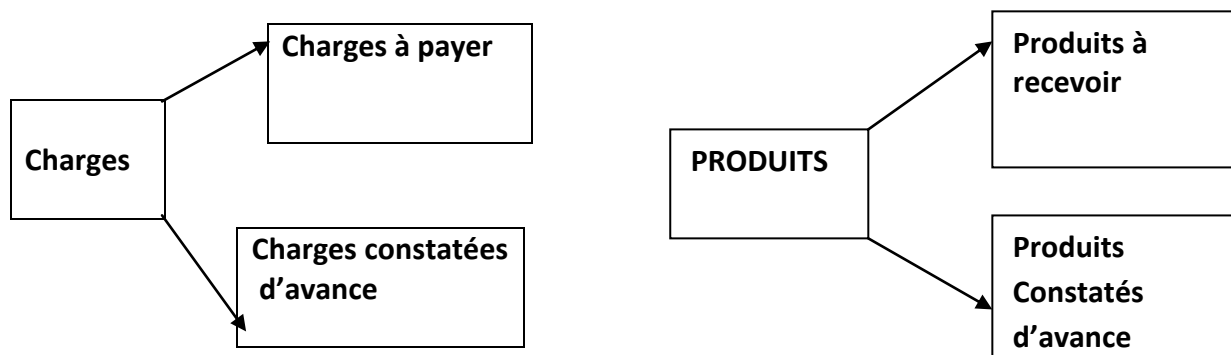 Charges
Charges à payer
Charges constatées
d’avance
PRODUITS
Produits à
recevoir
Produits
Constatés
d’avance